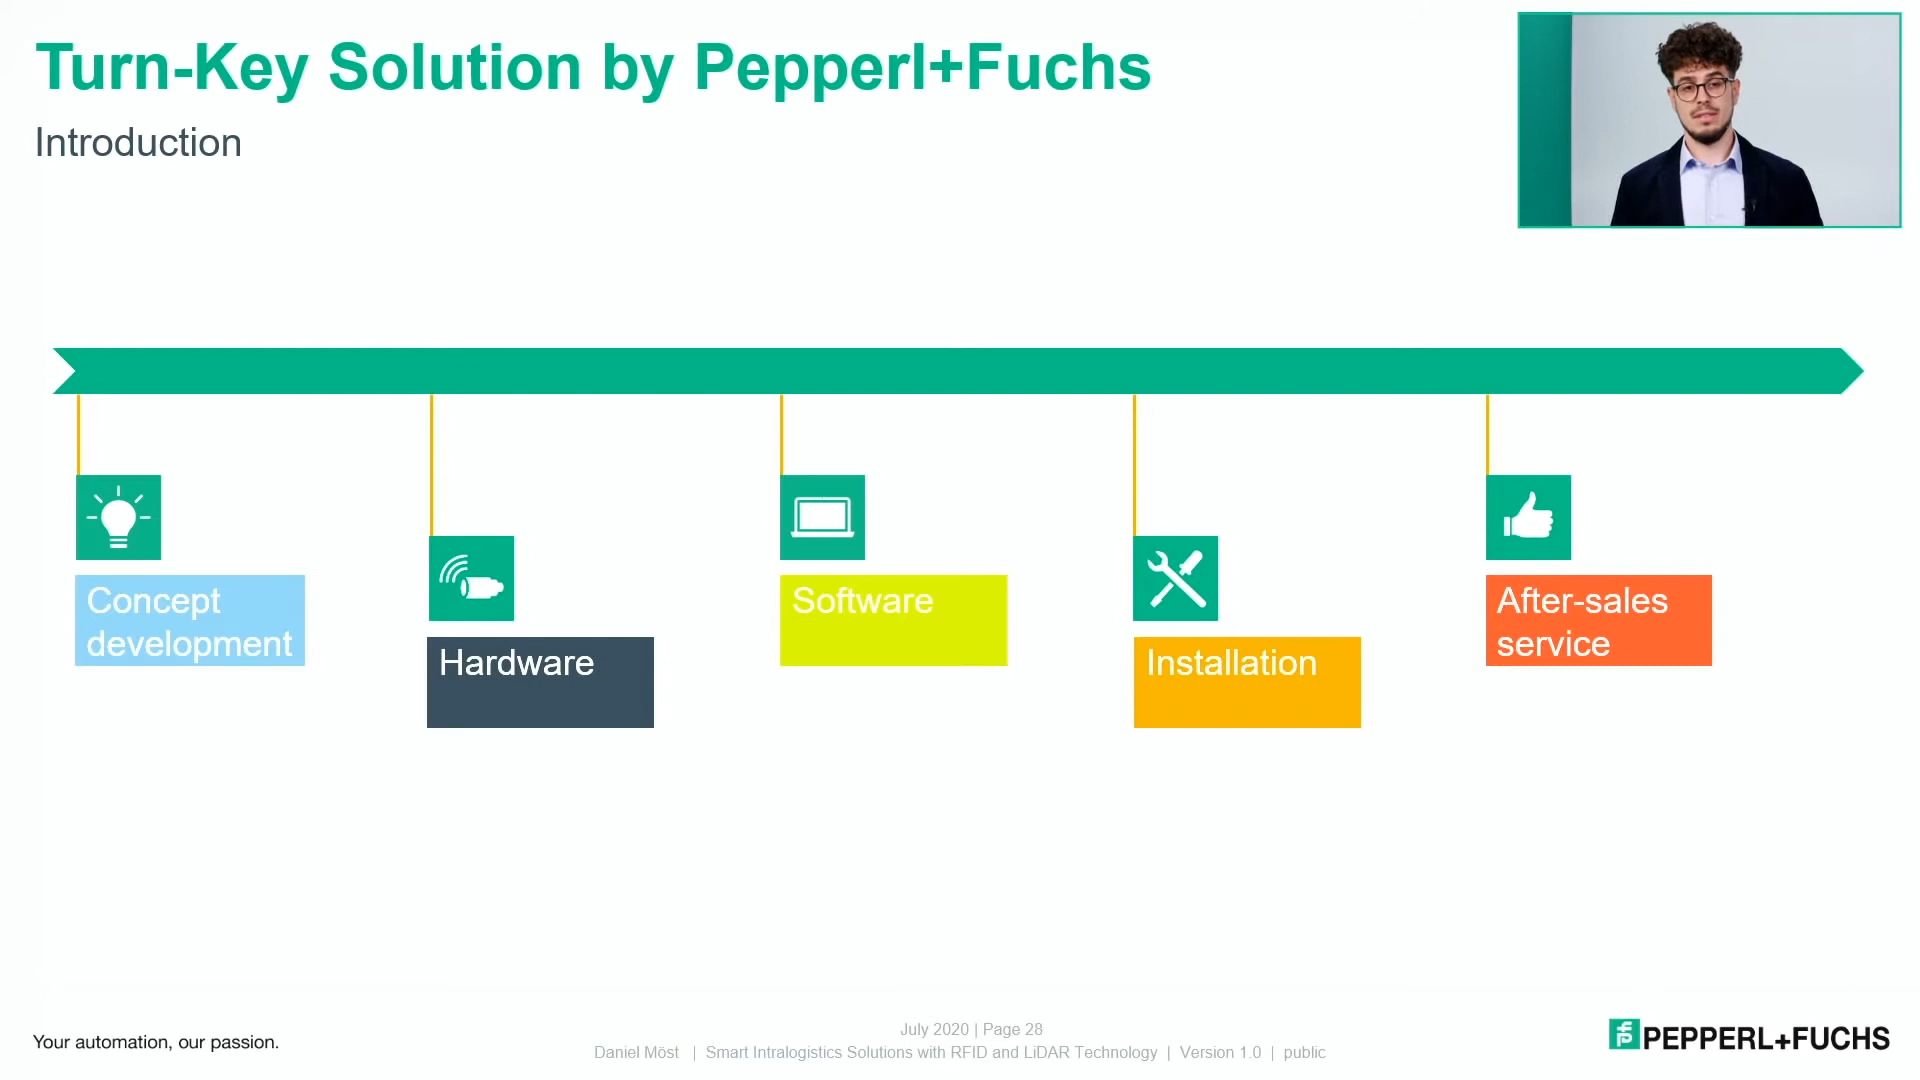 Turn-Key Solution by Pepperl+Fuchs
Introduction
Concept
development
Hardware
Software
Installation
After-sales
service
Your automation, our passion.
July 2020 | Page 28
Daniel Möst | Smart Intralogistics Solutions with RFID and LiDAR Technology | Version 1.0 | public
PEPPERL+FUCHS